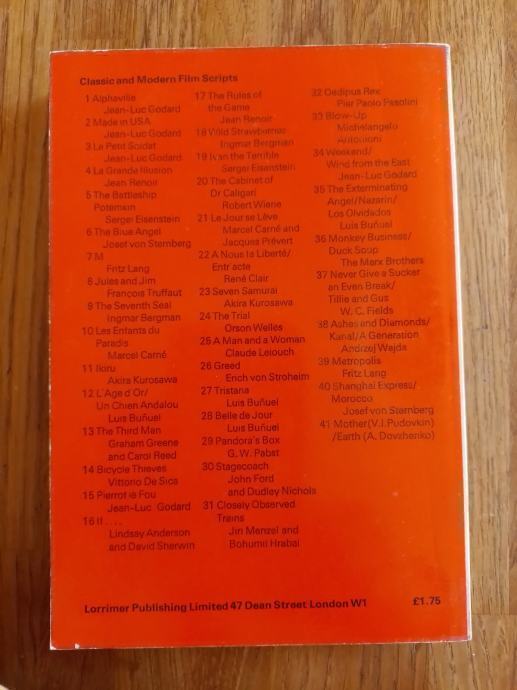 Classic and Modern Film Scripts
1 Alphaville
Jean-Luc Godard
2 Made in USA
Jean-Luc Godard
3 Le Petit Soldat
Jean-Luc Godard
4 La Grande Illusion
Jean Renoir
5 The Battleship
Potemkin
Sergei Eisenstein
6 The Blue Angel
Josef von Sternberg
7 M
Fritz Lang
8 Jules and Jim
François Truffaut
9 The Seventh Seal
Ingmar Bergman
10 Les Enfants du
Paradis
Marcel Carné
11 Ikiru
Akira Kurosawa
12 L'Age d'Or/
Un Chien Andalou
Luis Buñuel
13 The Third Man
Graham Greene
and Carol Reed
14 Bicycle Thieves
Vittorio De Sica
15 Pierrot le Fou
Jean-Luc Godard
16 If ....
Lindsay Anderson
and David Sherwin
17 The Rules of
the Game
Jean Renoir
18 Wild Strawberries
Ingmar Bergman
19 Ivan the Terrible
Sergei Eisenstein
20 The Cabinet of
Dr Caligari
Robert Wiene
21 Le Jour se Lève
Marcel Carné and
Jacques Prévert
22 A Nous la Liberté/
Entr'acte
René Clair
23 Seven Samurai
Akira Kurosawa
24 The Trial
Orson Welles
25 A Man and a Woman
Claude Lelouch
26 Greed
Erich von Stroheim
27 Tristana
Luis Buñuel
28 Belle de Jour
Luis Buñuel
29 Pandora's Box
G. W. Pabst
30 Stagecoach
John Ford
and Dudley Nichols
31 Closely Observed
Trains
Jiri Menzel and
Bohumil Hrabal
32 Oedipus Rex
Pier Paolo Pasolini
33 Blow-Up
Michelangelo
Antonioni
34 Weekend/
Wind from the East
Jean-Luc Godard
35 The Exterminating
Angel/Nazarin/
Los Olvidados
Luis Buñuel
36 Monkey Business/
Duck Soup
The Marx Brothers
37 Never Give a Sucker
an Even Break/
Tillie and Gus
W. C. Fields
38 Ashes and Diamonds/
Kanal/A Generation
Andrzej Wajda
39 Metropolis
Fritz Lang
40 Shanghai Express/
Morocco
Josef von Sternberg
41 Mother(V.I.Pudovkin)
/Earth (A. Dovzhenko)
Lorrimer Publishing Limited 47 Dean Street London W1
£1.75